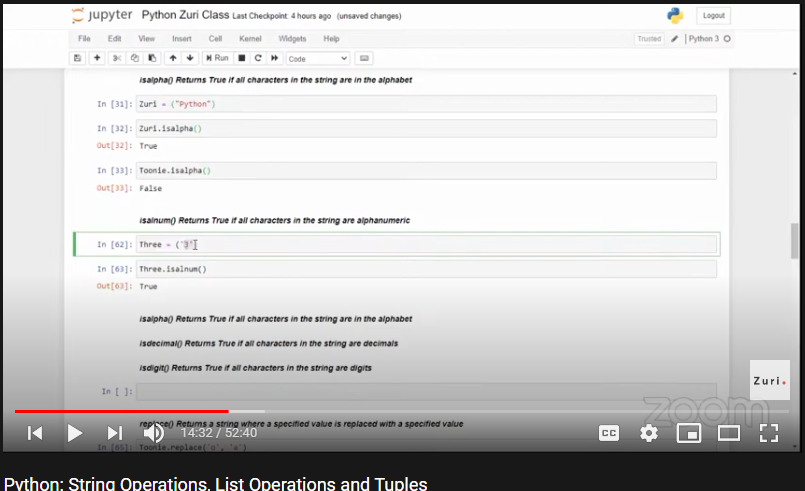 jupyter Python Zuri Class Last Checkpoint: 4 hours ago (unsaved changes)
Logout
File Edit View Insert Cell Kernel Widgets Help
Trusted Python 3
Run Code
isalpha() Returns True if all characters in the string are in the alphabet
In [31]: Zuri = ("Python")
In [32]: Zuri.isalpha()
Out[32]: True
In [33]: Toonie.isalpha()
Out[33]: False
isalnum() Returns True if all characters in the string are alphanumeric
In [62]: Three = ('3'
In [63]: Three.isalnum()
Out[63]: True
isalpha() Returns True if all characters in the string are in the alphabet
isdecimal() Returns True if all characters in the string are decimals
isdigit() Returns True if all characters in the string are digits
In [ ]:
Zuri.
zoom
replace() Returns a string where a specified value is replaced with a specified value
14:32 / 52:40
CC
In [65]: Toonie.replace('o', 'a')
Python: String Operations, List Operations and Tuples